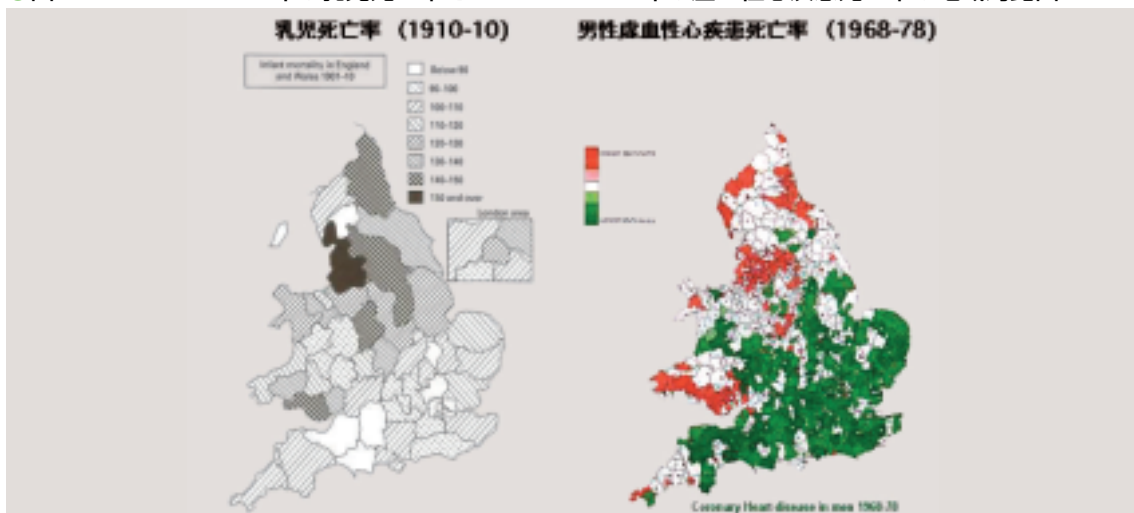 乳児死亡率 (1910-10)
男性虚血性心疾患死亡率 (1968-78)
Infant mortality in England
and Wales 1901-10
Below 90
90-100
100-110
110-120
120-130
130-140
140-150
150 and over
London area
Coronary Heart disease in men 1968-78